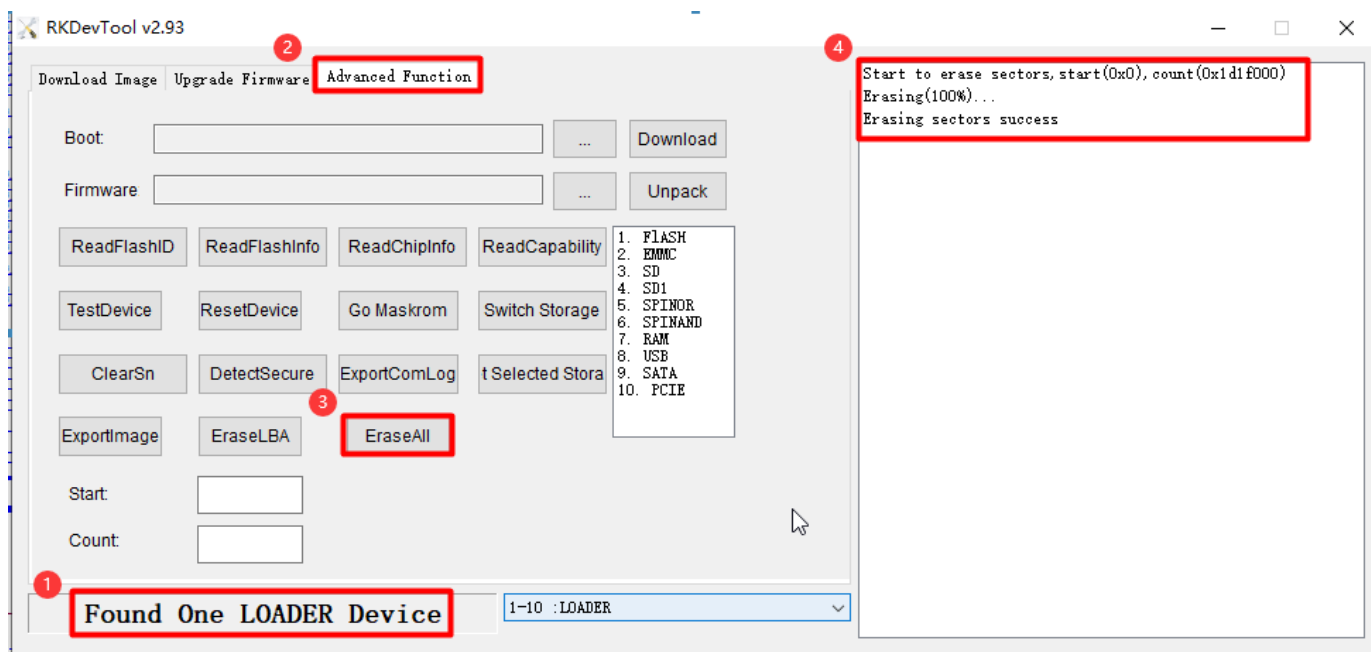 RKDevTool v2.93
2
4
Download Image
Upgrade Firmware
Advanced Function
Boot:
...
Download
Firmware
...
Unpack
ReadFlashID
ReadFlashInfo
ReadChipInfo
ReadCapability
TestDevice
ResetDevice
Go Maskrom
Switch Storage
ClearSn
DetectSecure
ExportComLog
t Selected Stora
1. FlASH
2. EMMC
3. SD
4. SD1
5. SPINOR
6. SPINAND
7. RAM
8. USB
9. SATA
10. PCIE
3
ExportImage
EraseLBA
EraseAll
Start:
Count:
1
Found One LOADER Device
1-10 :LOADER
Start to erase sectors,start(0x0),count(0x1d1f000)
Erasing(100%)...
Erasing sectors success